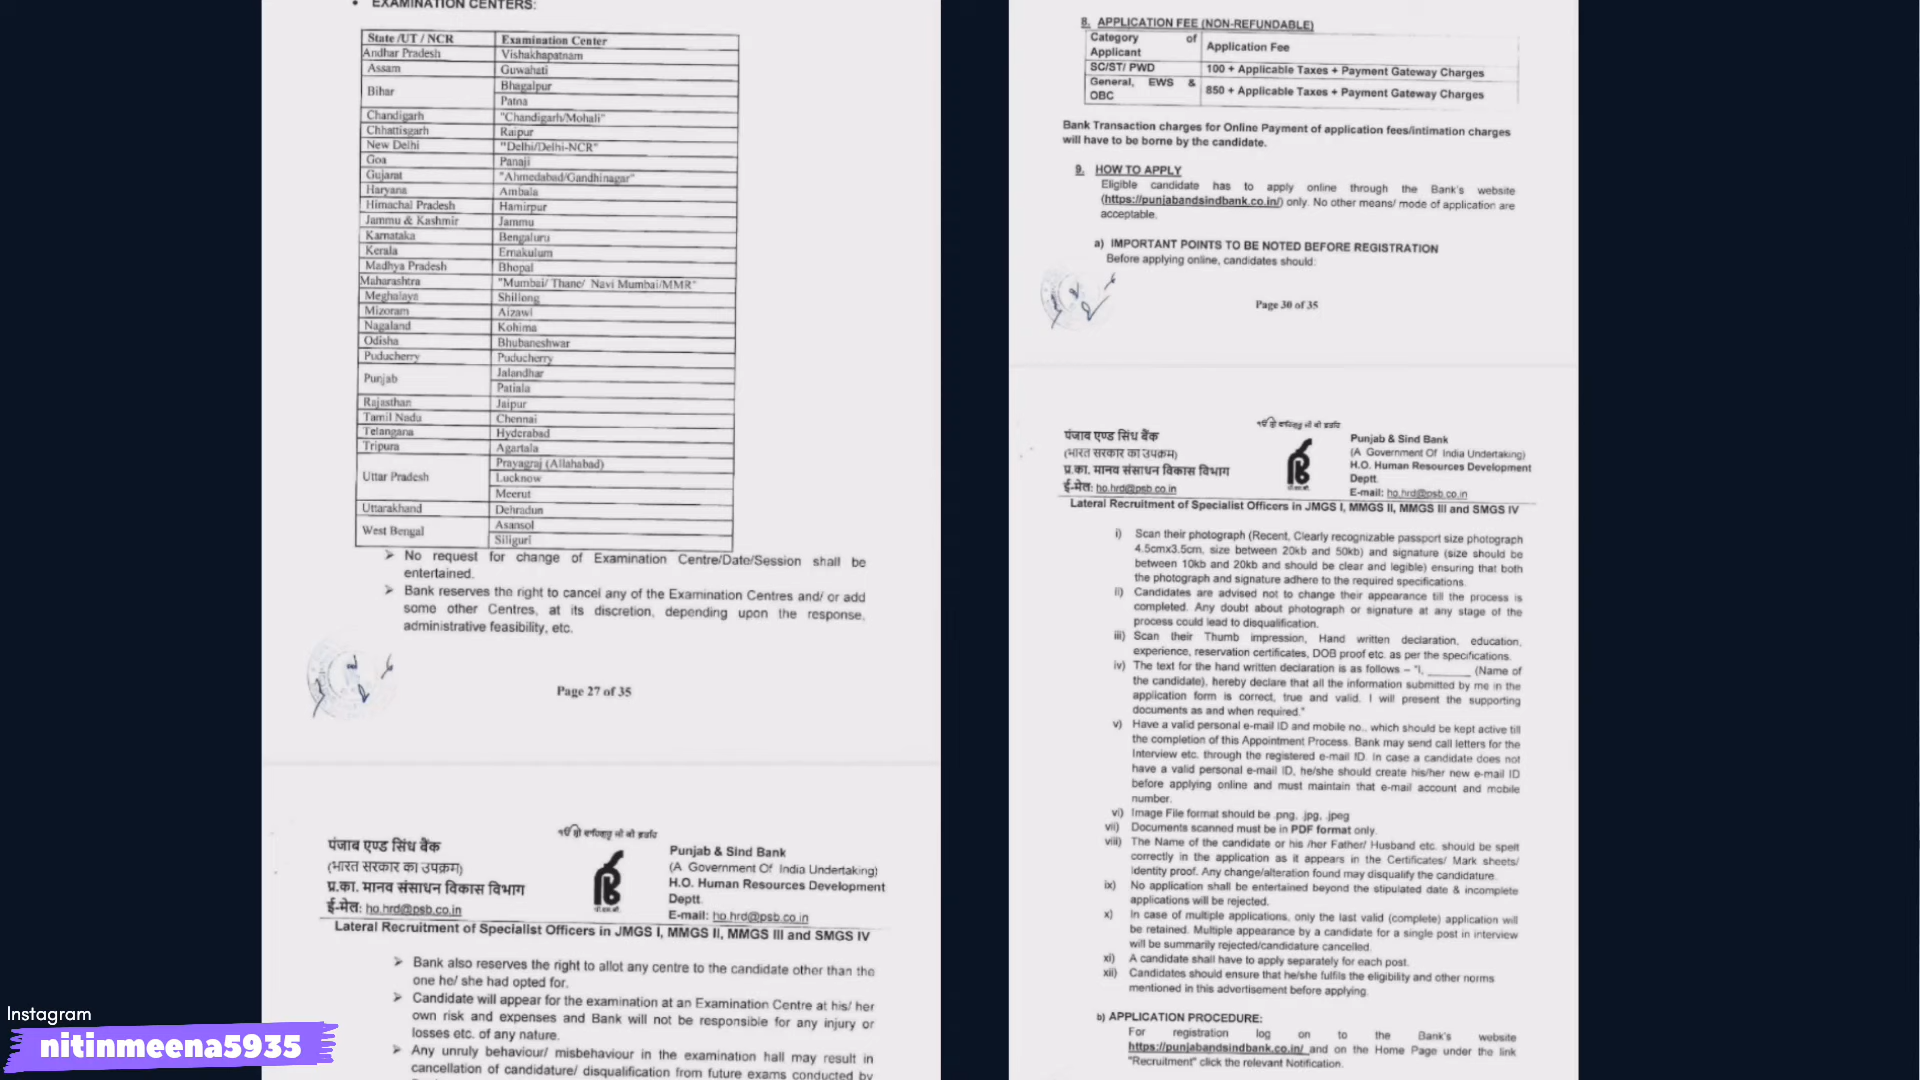 • EXAMINATION CENTERS:
State /UT / NCR Examination Center
Andhar Pradesh Vishakhapatnam
Assam Guwahati
Bihar Bhagalpur
Patna
Chandigarh "Chandigarh/Mohali"
Chhattisgarh Raipur
New Delhi "Delhi/Delhi-NCR"
Goa Panaji
Gujarat "Ahmedabad/Gandhinagar"
Haryana Ambala
Himachal Pradesh Hamirpur
Jammu & Kashmir Jammu
Karnataka Bengaluru
Kerala Ernakulum
Madhya Pradesh Bhopal
Maharashtra "Mumbai/ Thane/ Navi Mumbai/MMR"
Meghalaya Shillong
Mizoram Aizawl
Nagaland Kohima
Odisha Bhubaneshwar
Puducherry Puducherry
Punjab Jalandhar
Patiala
Rajasthan Jaipur
Tamil Nadu Chennai
Telangana Hyderabad
Tripura Agartala
Uttar Pradesh Prayagraj (Allahabad)
Lucknow
Meerut
Uttarakhand Dehradun
West Bengal Asansol
Siliguri
➢ No request for change of Examination Centre/Date/Session shall be
entertained.
➢ Bank reserves the right to cancel any of the Examination Centres and/ or add
some other Centres, at its discretion, depending upon the response,
administrative feasibility, etc.
Page 27 of 35
पंजाब एण्ड सिंध बैंक
(भारत सरकार का उपक्रम)
प्र.का. मानव संसाधन विकास विभाग
ई-मेल: ho.hrd@psb.co.in
Punjab & Sind Bank
(A Government Of India Undertaking)
H.O. Human Resources Development
Deptt.
E-mail: ho.hrd@psb.co.in
Lateral Recruitment of Specialist Officers in JMGS I, MMGS II, MMGS III and SMGS IV
➢ Bank also reserves the right to allot any centre to the candidate other than the
one he/ she had opted for.
➢ Candidate will appear for the examination at an Examination Centre at his/ her
own risk and expenses and Bank will not be responsible for any injury or
losses etc. of any nature.
➢ Any unruly behaviour/ misbehaviour in the examination hall may result in
cancellation of candidature/ disqualification from future exams conducted by
8. APPLICATION FEE (NON-REFUNDABLE)
Category of Applicant Application Fee
SC/ST/ PWD 100 + Applicable Taxes + Payment Gateway Charges
General, EWS & OBC 850 + Applicable Taxes + Payment Gateway Charges
Bank Transaction charges for Online Payment of application fees/intimation charges
will have to be borne by the candidate.
9. HOW TO APPLY
Eligible candidate has to apply online through the Bank's website
(https://punjabandsindbank.co.in/) only. No other means/ mode of application are
acceptable.
a) IMPORTANT POINTS TO BE NOTED BEFORE REGISTRATION
Before applying online, candidates should:
Page 30 of 35
पंजाब एण्ड सिंध बैंक
(भारत सरकार का उपक्रम)
प्र.का. मानव संसाधन विकास विभाग
ई-मेल: ho.hrd@psb.co.in
Punjab & Sind Bank
(A Government Of India Undertaking)
H.O. Human Resources Development
Deptt.
E-mail: ho.hrd@psb.co.in
Lateral Recruitment of Specialist Officers in JMGS I, MMGS II, MMGS III and SMGS IV
i) Scan their photograph (Recent, Clearly recognizable passport size photograph
4.5cmx3.5cm, size between 20kb and 50kb) and signature (size should be
between 10kb and 20kb and should be clear and legible) ensuring that both
the photograph and signature adhere to the required specifications.
ii) Candidates are advised not to change their appearance till the process is
completed. Any doubt about photograph or signature at any stage of the
process could lead to disqualification.
iii) Scan their Thumb impression, Hand written declaration, education,
experience, reservation certificates, DOB proof etc. as per the specifications.
iv) The text for the hand written declaration is as follows – "I, _______ (Name of
the candidate), hereby declare that all the information submitted by me in the
application form is correct, true and valid. I will present the supporting
documents as and when required."
v) Have a valid personal e-mail ID and mobile no., which should be kept active till
the completion of this Appointment Process. Bank may send call letters for the
Interview etc. through the registered e-mail ID. In case a candidate does not
have a valid personal e-mail ID, he/she should create his/her new e-mail ID
before applying online and must maintain that e-mail account and mobile
number.
vi) Image File format should be .png, .jpg, .jpeg
vii) Documents scanned must be in PDF format only.
viii) The Name of the candidate or his /her Father/ Husband etc. should be spelt
correctly in the application as it appears in the Certificates/ Mark sheets/
Identity proof. Any change/alteration found may disqualify the candidature.
ix) No application shall be entertained beyond the stipulated date & incomplete
applications will be rejected.
x) In case of multiple applications, only the last valid (complete) application will
be retained. Multiple appearance by a candidate for a single post in interview
will be summarily rejected/candidature cancelled.
xi) A candidate shall have to apply separately for each post.
xii) Candidates should ensure that he/she fulfils the eligibility and other norms
mentioned in this advertisement before applying.
b) APPLICATION PROCEDURE:
For registration log on to the Bank's website
https://punjabandsindbank.co.in/ and on the Home Page under the link
"Recruitment" click the relevant Notification.
Instagram
nitinmeena5935